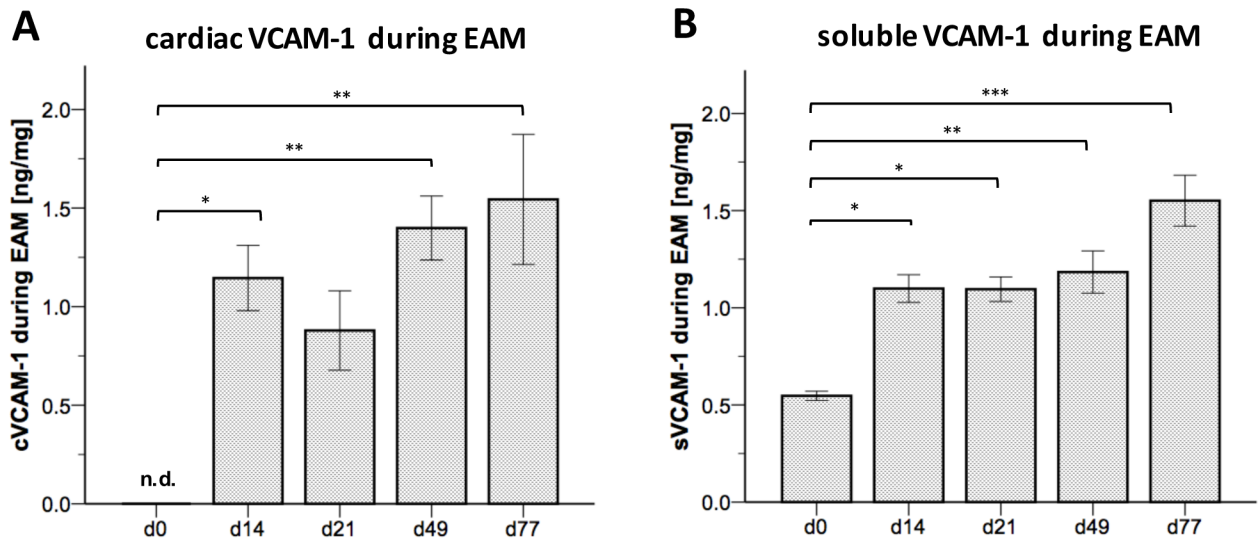 A
cardiac VCAM-1 during EAM
cVCAM-1 during EAM [ng/mg]
2.0
1.5
1.0
0.5
0.0
**
**
*
n.d.
d0 d14 d21 d49 d77
B
soluble VCAM-1 during EAM
sVCAM-1 during EAM [ng/mg]
2.0
1.5
1.0
0.5
0.0
***
**
*
*
d0 d14 d21 d49 d77